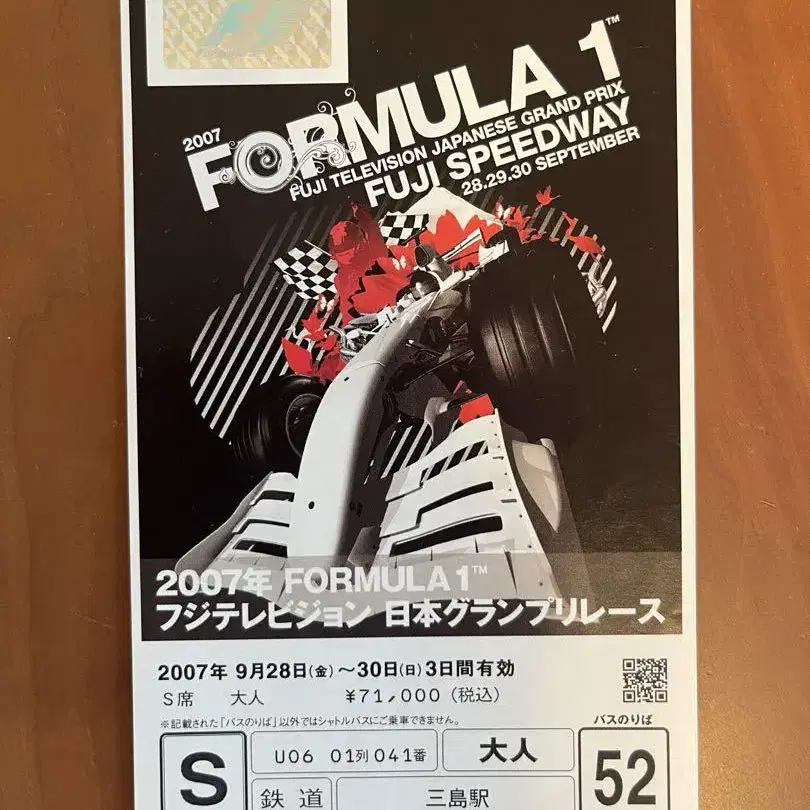 2007
FORMULA 1™
FUJI TELEVISION JAPANESE GRAND PRIX
FUJI SPEEDWAY
28.29.30 SEPTEMBER
2007年 FORMULA 1™
フジテレビジョン 日本グランプリレース
2007年 9月28日(金)～30日(日) 3日間有効
S席 大人 ¥71,000(税込)
※記載された「バスのりば」以外ではシャトルバスにご乗車できません。
バスのりば
S U06 01列 041番 大人 52
鉄道 三島駅